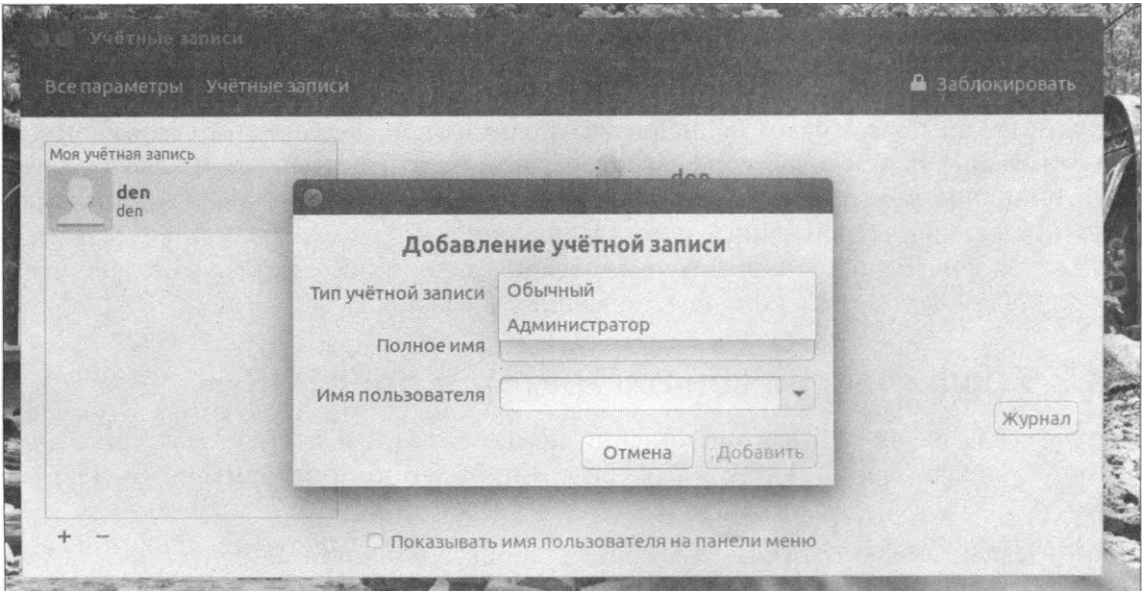 Учётные записи
Все параметры Учётные записи
Заблокировать
Моя учётная запись
den
den
den
Добавление учётной записи
Тип учётной записи
Обычный
Администратор
Полное имя
Имя пользователя
Отмена
Добавить
Журнал
+ −
Показывать имя пользователя на панели меню